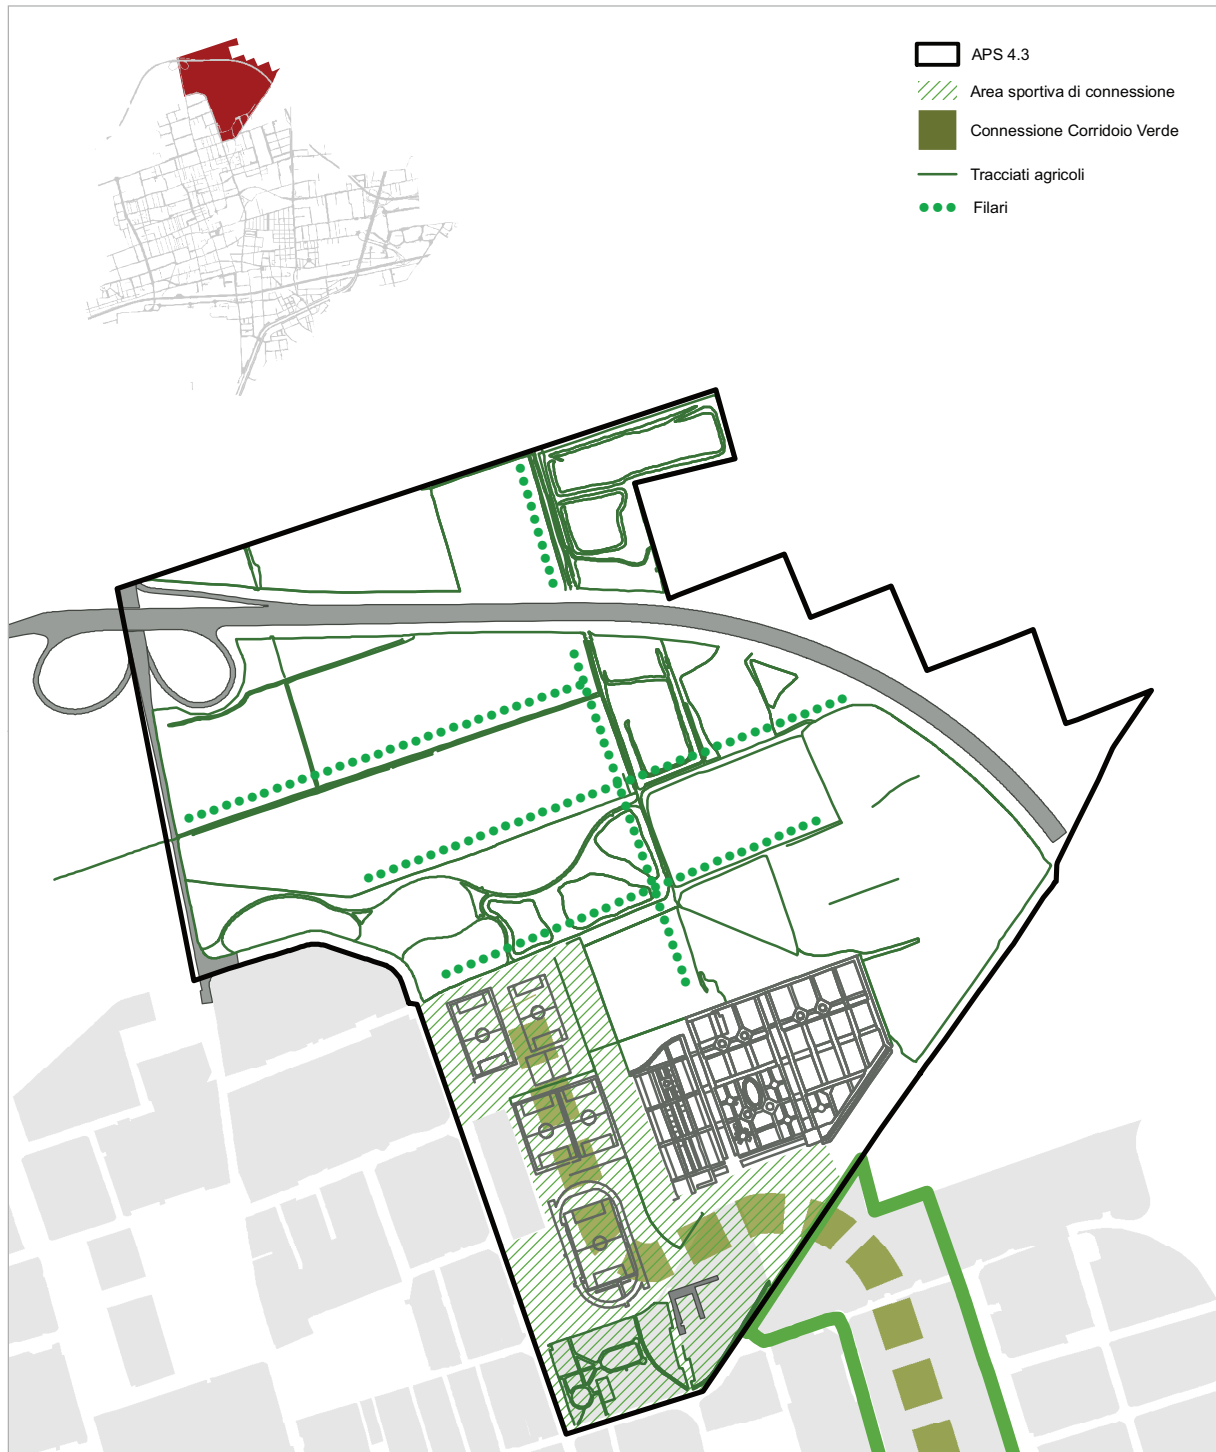 APS 4.3
Area sportiva di connessione
Connessione Corridoio Verde
Tracciati agricoli
Filari